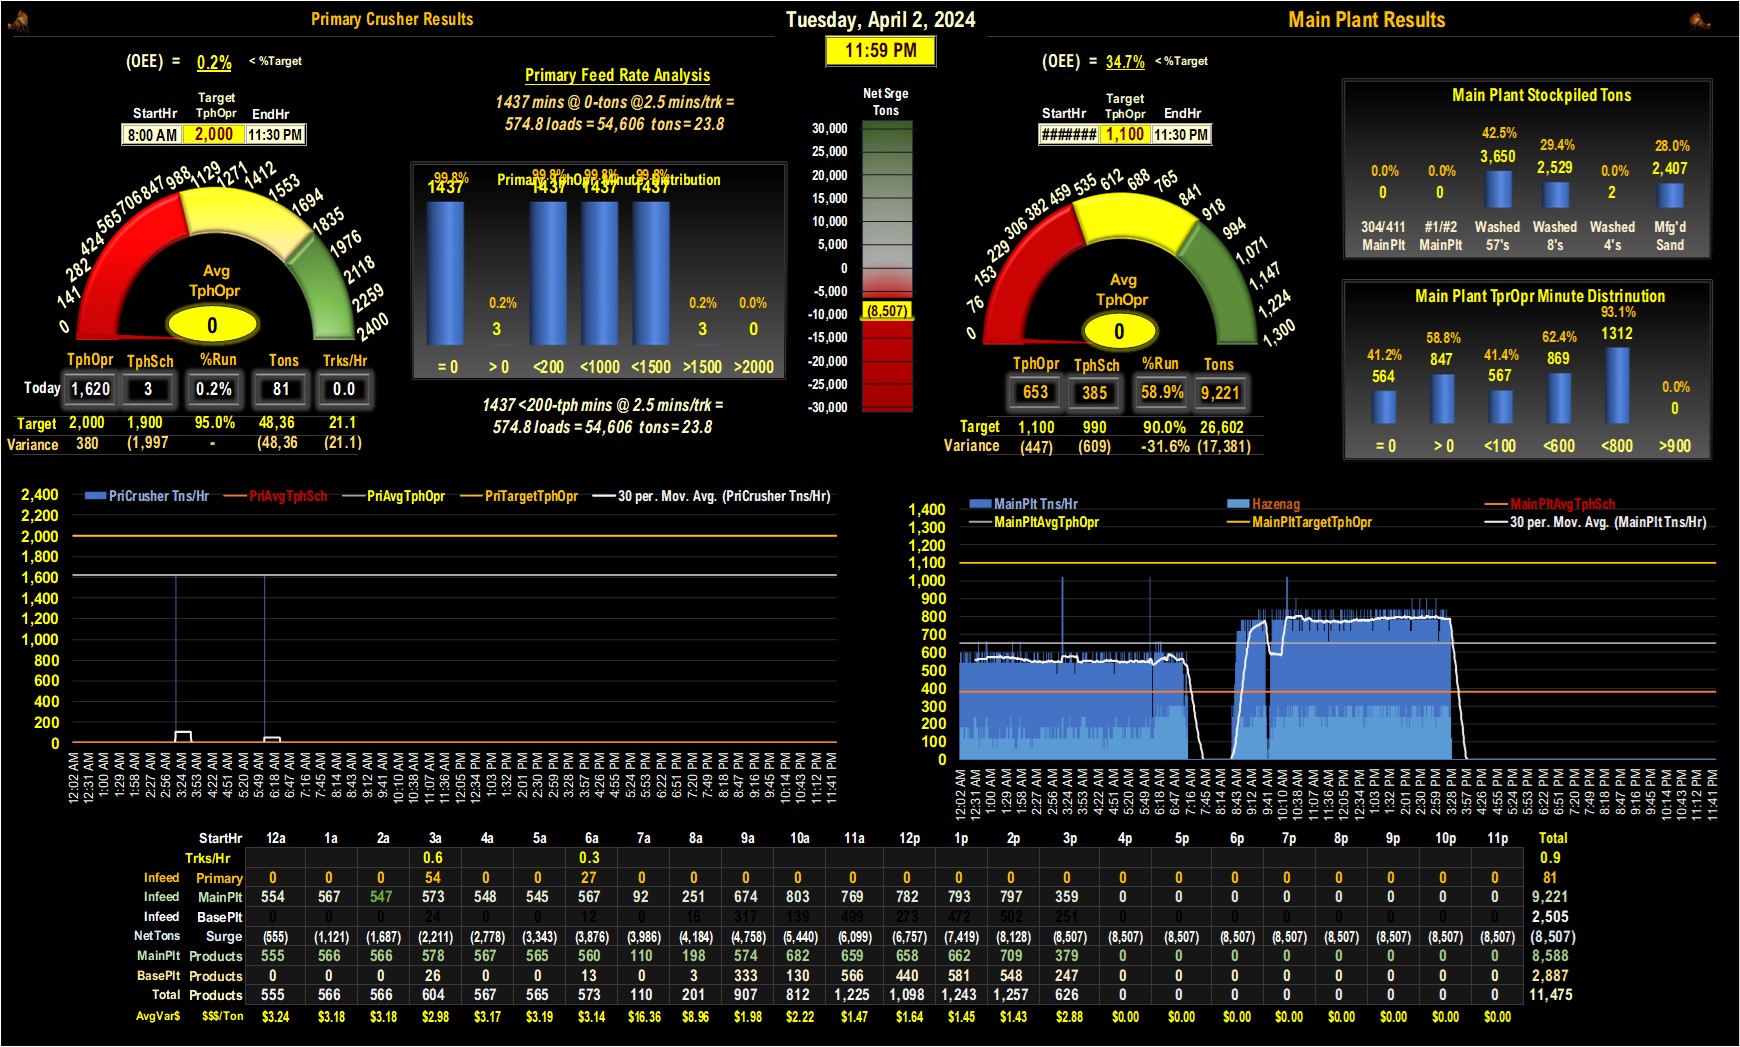 Primary Crusher Results
Tuesday, April 2, 2024
Main Plant Results
11:59 PM
(OEE) = 0.2% < %Target
StartHr Target TphOpr EndHr
8:00 AM 2,000 11:30 PM
0 141 282 424 565 706 847 988 1129 1271 1412 1553 1694 1835 1976 2118 2259 2400
Avg
TphOpr
0
TphOpr TphSch %Run Tons Trks/Hr
Today 1,620 3 0.2% 81 0.0
Target 2,000 1,900 95.0% 48,36 21.1
Variance 380 (1,997 - (48,36 (21.1)
Primary Feed Rate Analysis
1437 mins @ 0-tons @2.5 mins/trk =
574.8 loads = 54,606 tons = 23.8
Primary TphOpr Minute Distribution
99.8% 0.2% 99.8% 99.8% 99.8% 0.2% 0.0%
1437 3 1437 1437 1437 3 0
= 0 > 0 <200 <1000 <1500 >1500 >2000
1437 <200-tph mins @ 2.5 mins/trk =
574.8 loads = 54,606 tons = 23.8
Net Srge
Tons
30,000
25,000
20,000
15,000
10,000
5,000
0
-5,000
(8,507)
-10,000
-15,000
-20,000
-25,000
-30,000
(OEE) = 34.7% < %Target
StartHr Target TphOpr EndHr
####### 1,100 11:30 PM
0 76 153 229 306 382 459 535 612 688 765 841 918 994 1,071 1,147 1,224 1,300
Avg
TphOpr
0
TphOpr TphSch %Run Tons
653 385 58.9% 9,221
Target 1,100 990 90.0% 26,602
Variance (447) (609) -31.6% (17,381)
Main Plant Stockpiled Tons
0.0% 0.0% 42.5% 29.4% 0.0% 28.0%
0 0 3,650 2,529 2 2,407
304/411 #1/#2 Washed Washed Washed Mfg'd
MainPlt MainPlt 57's 8's 4's Sand
Main Plant TprOpr Minute Distrinution
41.2% 58.8% 41.4% 62.4% 93.1% 0.0%
564 847 567 869 1312 0
= 0 > 0 <100 <600 <800 >900
PriCrusher Tns/Hr PriAvgTphSch PriAvgTphOpr PriTargetTphOpr 30 per. Mov. Avg. (PriCrusher Tns/Hr)
2,400
2,200
2,000
1,800
1,600
1,400
1,200
1,000
800
600
400
200
0
12:02 AM 12:31 AM 1:00 AM 1:29 AM 1:58 AM 2:27 AM 2:56 AM 3:24 AM 3:53 AM 4:22 AM 4:51 AM 5:20 AM 5:49 AM 6:18 AM 6:47 AM 7:16 AM 7:45 AM 8:14 AM 8:43 AM 9:12 AM 9:41 AM 10:10 AM 10:38 AM 11:07 AM 11:36 AM 12:05 PM 12:34 PM 1:03 PM 1:32 PM 2:01 PM 2:30 PM 2:59 PM 3:28 PM 3:57 PM 4:26 PM 4:55 PM 5:24 PM 5:53 PM 6:22 PM 6:51 PM 7:20 PM 7:49 PM 8:18 PM 8:47 PM 9:16 PM 9:45 PM 10:14 PM 10:43 PM 11:12 PM 11:41 PM
MainPlt Tns/Hr Hazenag MainPltAvgTphSch
MainPltAvgTphOpr MainPltTargetTphOpr 30 per. Mov. Avg. (MainPlt Tns/Hr)
1,400
1,300
1,200
1,100
1,000
900
800
700
600
500
400
300
200
100
0
12:02 AM 12:31 AM 1:00 AM 1:29 AM 1:58 AM 2:27 AM 2:56 AM 3:24 AM 3:53 AM 4:22 AM 4:51 AM 5:20 AM 5:49 AM 6:18 AM 6:47 AM 7:16 AM 7:45 AM 8:14 AM 8:43 AM 9:12 AM 9:41 AM 10:10 AM 10:38 AM 11:07 AM 11:36 AM 12:05 PM 12:34 PM 1:03 PM 1:32 PM 2:01 PM 2:30 PM 2:59 PM 3:28 PM 3:57 PM 4:26 PM 4:55 PM 5:24 PM 5:53 PM 6:22 PM 6:51 PM 7:20 PM 7:49 PM 8:18 PM 8:47 PM 9:16 PM 9:45 PM 10:14 PM 10:43 PM 11:12 PM 11:41 PM
StartHr 12a 1a 2a 3a 4a 5a 6a 7a 8a 9a 10a 11a 12p 1p 2p 3p 4p 5p 6p 7p 8p 9p 10p 11p Total
Trks/Hr 0.6 0.3 0.9
Infeed Primary 0 0 0 54 0 0 27 0 0 0 0 0 0 0 0 0 0 0 0 0 0 0 0 0 81
Infeed MainPlt 554 567 547 573 548 545 567 92 251 674 803 769 782 793 797 359 0 0 0 0 0 0 0 0 9,221
Infeed BasePlt 0 0 0 24 0 0 12 0 16 317 139 499 273 472 502 251 0 0 0 0 0 0 0 0 2,505
NetTons Surge (555) (1,121) (1,687) (2,211) (2,778) (3,343) (3,876) (3,986) (4,184) (4,758) (5,440) (6,099) (6,757) (7,419) (8,128) (8,507) (8,507) (8,507) (8,507) (8,507) (8,507) (8,507) (8,507) (8,507) (8,507)
MainPlt Products 555 566 566 578 567 565 560 110 198 574 682 659 658 662 709 379 0 0 0 0 0 0 0 0 8,588
BasePlt Products 0 0 0 26 0 0 13 0 3 333 130 566 440 581 548 247 0 0 0 0 0 0 0 0 2,887
Total Products 555 566 566 604 567 565 573 110 201 907 812 1,225 1,098 1,243 1,257 626 0 0 0 0 0 0 0 0 11,475
AvgVar$ $$$/Ton $3.24 $3.18 $3.18 $2.98 $3.17 $3.19 $3.14 $16.36 $8.96 $1.98 $2.22 $1.47 $1.64 $1.45 $1.43 $2.88 $0.00 $0.00 $0.00 $0.00 $0.00 $0.00 $0.00 $0.00